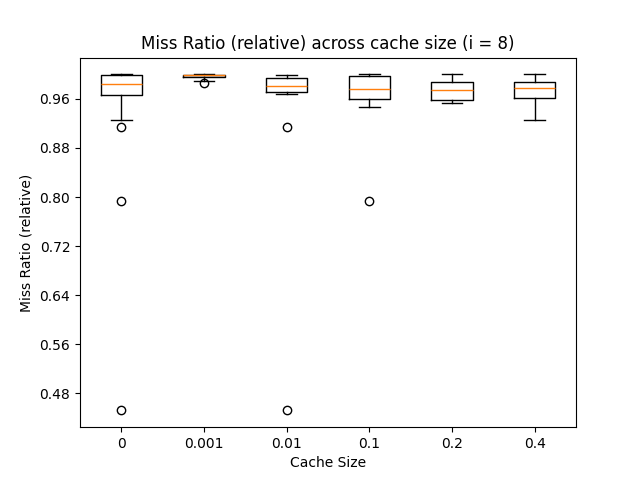 Miss Ratio (relative) across cache size (i = 8)
Miss Ratio (relative)
0.96
0.88
0.80
0.72
0.64
0.56
0.48
0 0.001 0.01 0.1 0.2 0.4
Cache Size